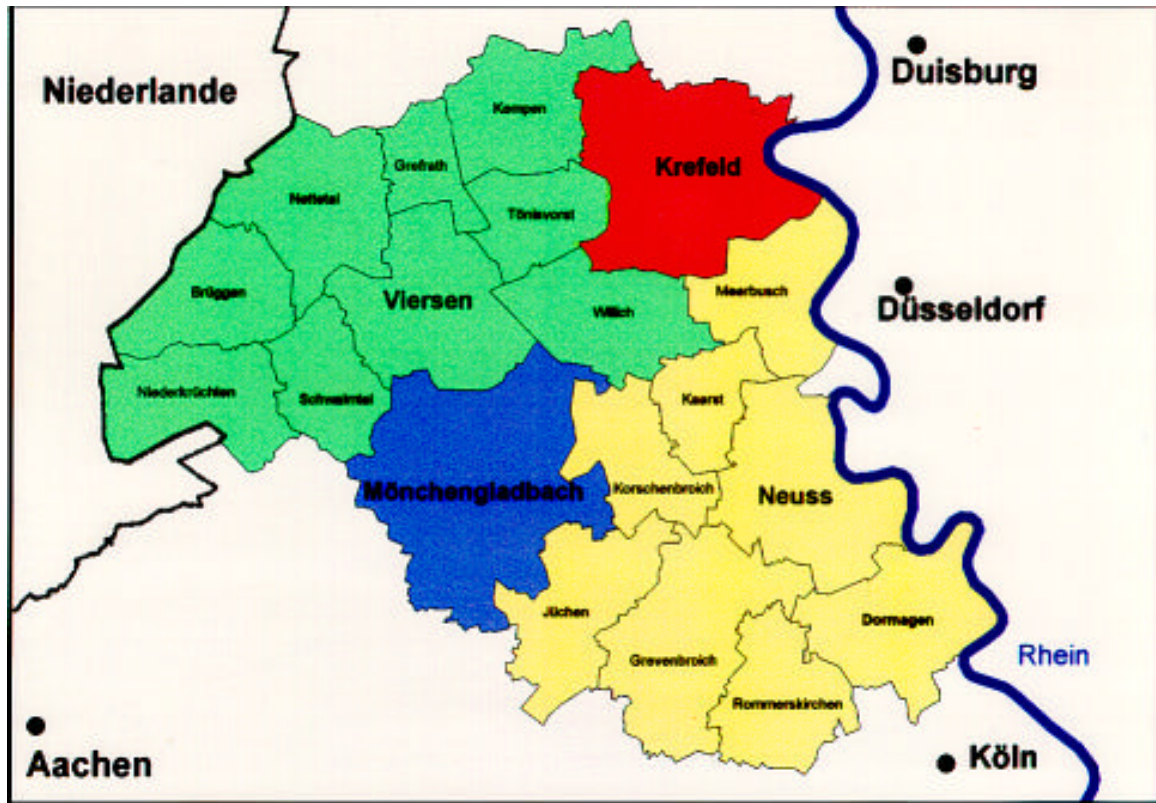 Duisburg
Niederlande
Kempen
Krefeld
Grefrath
Nettetal
Tönisvorst
Brüggen
Meerbusch
Viersen
Düsseldorf
Willich
Niederkrüchten
Schwalmtal
Kaarst
Mönchengladbach
Korschenbroich
Neuss
Jüchen
Dormagen
Rhein
Grevenbroich
Rommerskirchen
Aachen
Köln